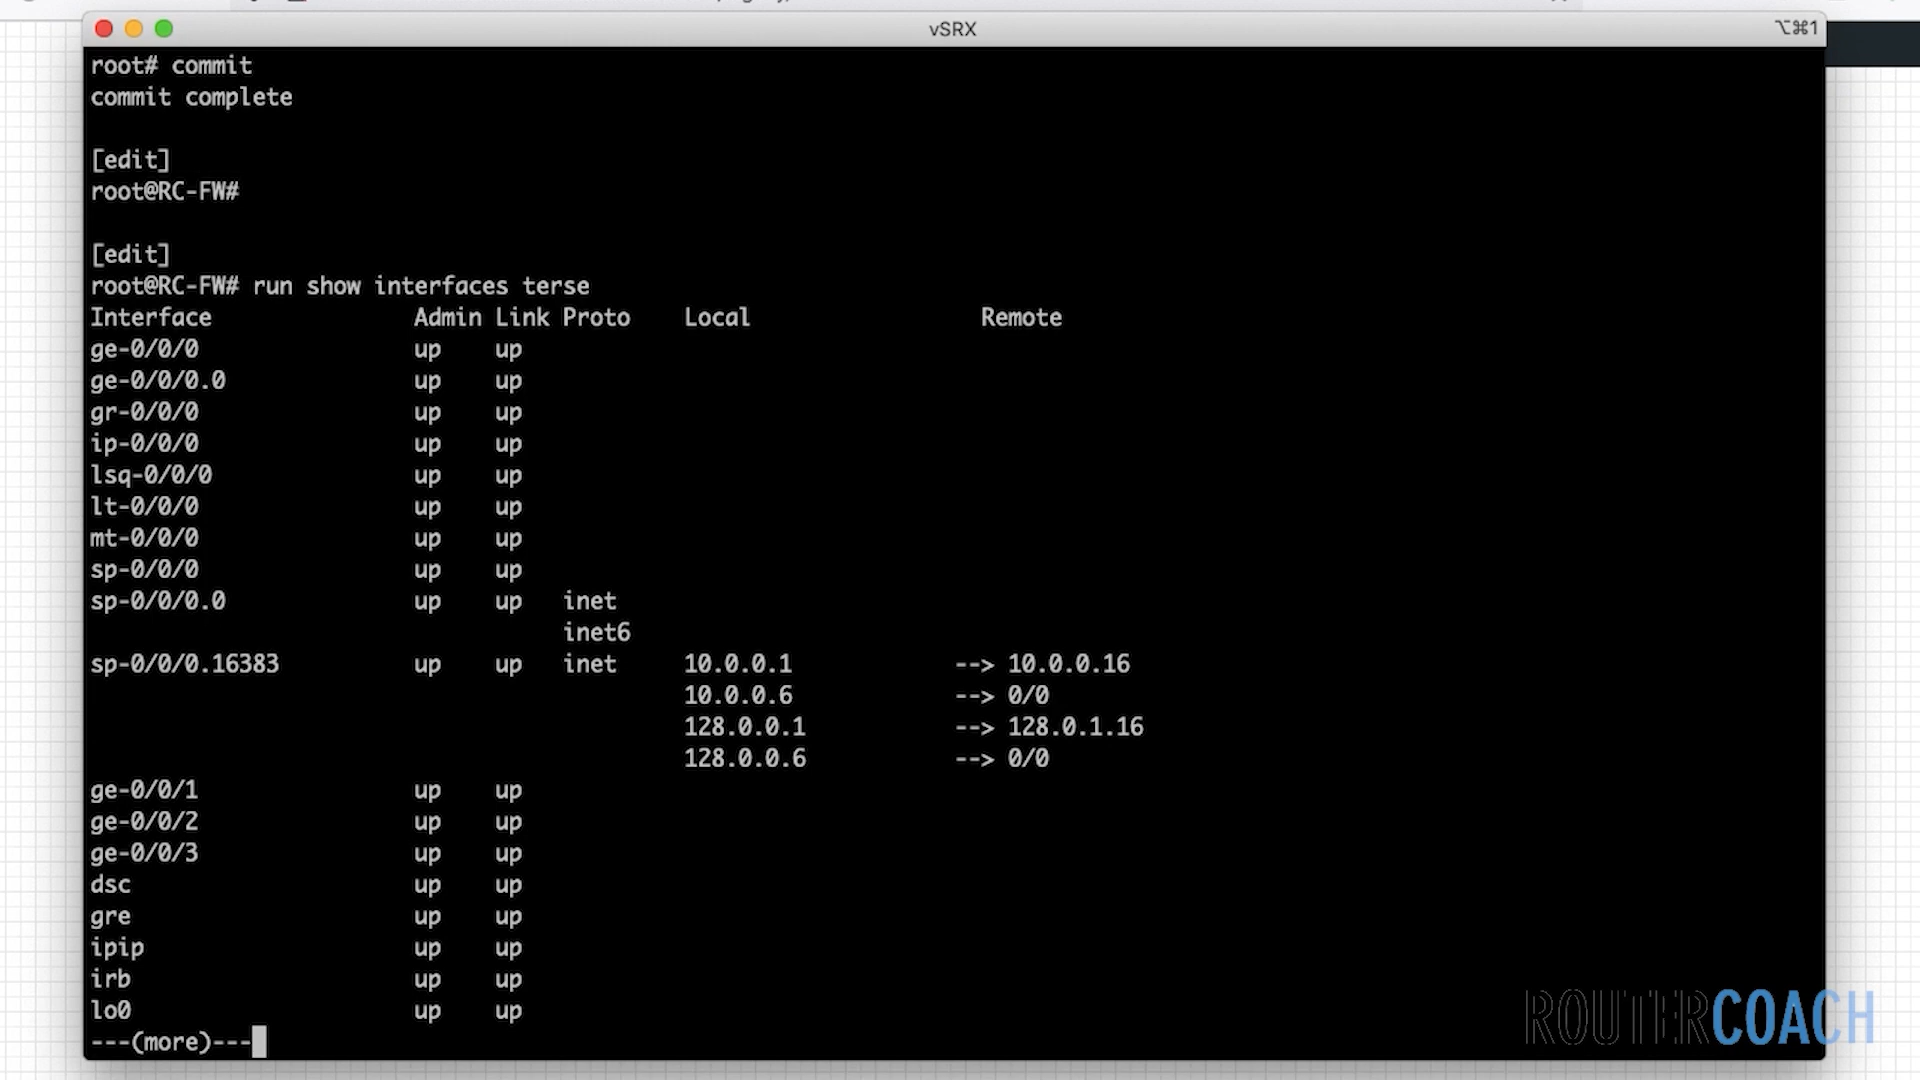 vSRX
⌥⌘1
root# commit
commit complete
[edit]
root@RC-FW#
[edit]
root@RC-FW# run show interfaces terse
Interface Admin Link Proto Local Remote
ge-0/0/0 up up
ge-0/0/0.0 up up
gr-0/0/0 up up
ip-0/0/0 up up
lsq-0/0/0 up up
lt-0/0/0 up up
mt-0/0/0 up up
sp-0/0/0 up up
sp-0/0/0.0 up up inet
inet6
sp-0/0/0.16383 up up inet 10.0.0.1 --> 10.0.0.16
10.0.0.6 --> 0/0
128.0.0.1 --> 128.0.1.16
128.0.0.6 --> 0/0
ge-0/0/1 up up
ge-0/0/2 up up
ge-0/0/3 up up
dsc up up
gre up up
ipip up up
irb up up
lo0 up up
---(more)---
ROUTERCOACH